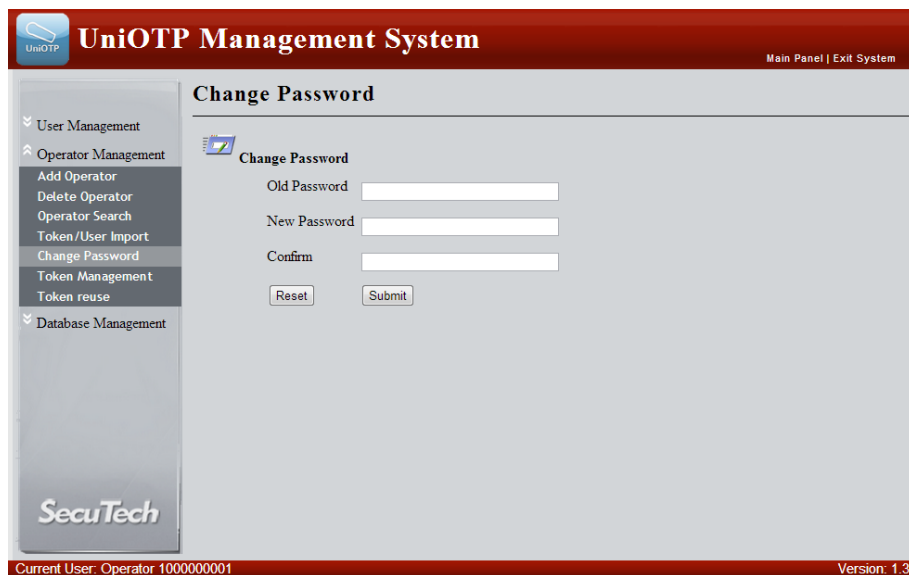 UniOTP
UniOTP Management System
Main Panel | Exit System
User Management
Operator Management
Add Operator
Delete Operator
Operator Search
Token/User Import
Change Password
Token Management
Token reuse
Database Management
SecuTech
Change Password
Change Password
Old Password
New Password
Confirm
Reset Submit
Current User: Operator 1000000001 Version: 1.3